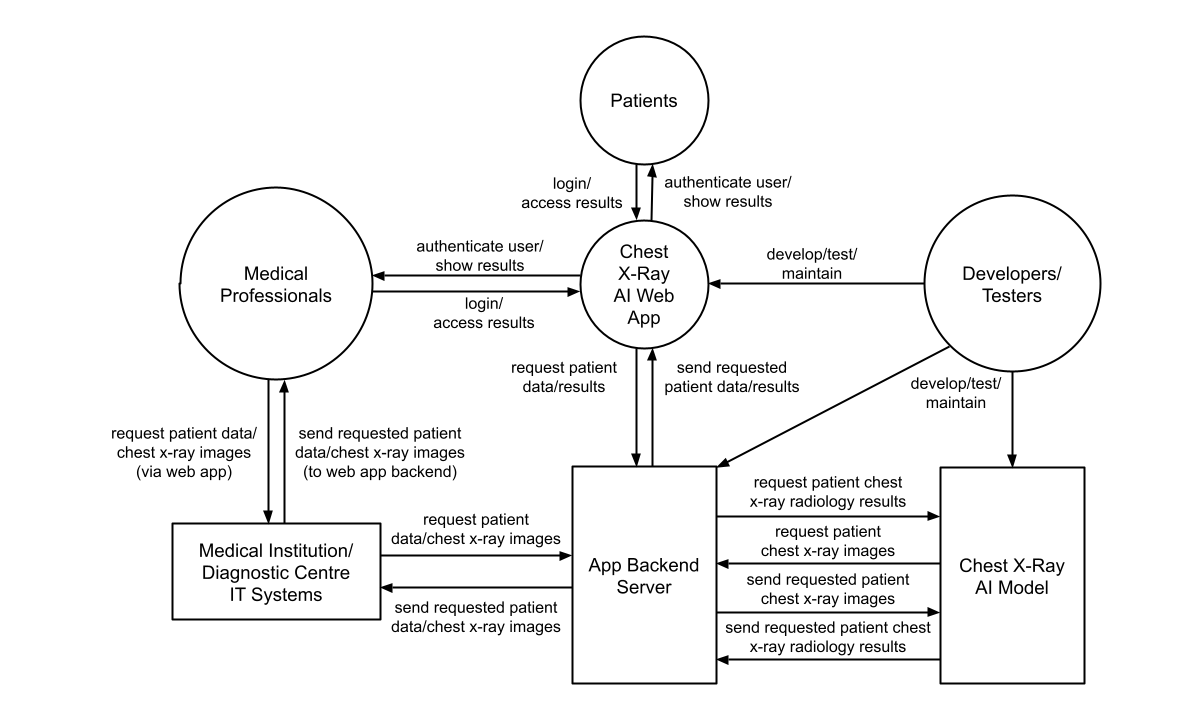 Patients
login/
access results
authenticate user/
show results
Medical
Professionals
authenticate user/
show results
login/
access results
Chest
X-Ray
AI Web
App
develop/test/
maintain
Developers/
Testers
request patient
data/results
send requested
patient data/results
develop/test/
maintain
request patient data/
chest x-ray images
(via web app)
send requested patient
data/chest x-ray images
(to web app backend)
Medical Institution/
Diagnostic Centre
IT Systems
request patient
data/chest x-ray images
send requested patient
data/chest x-ray images
App Backend
Server
request patient chest
x-ray radiology results
request patient
chest x-ray images
send requested patient
chest x-ray images
send requested patient chest
x-ray radiology results
Chest X-Ray
AI Model